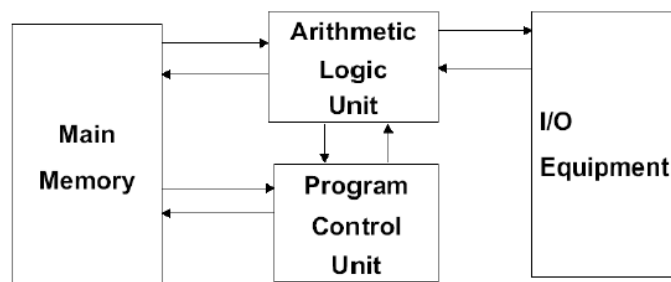 Main
Memory
Arithmetic
Logic
Unit
Program
Control
Unit
I/O
Equipment